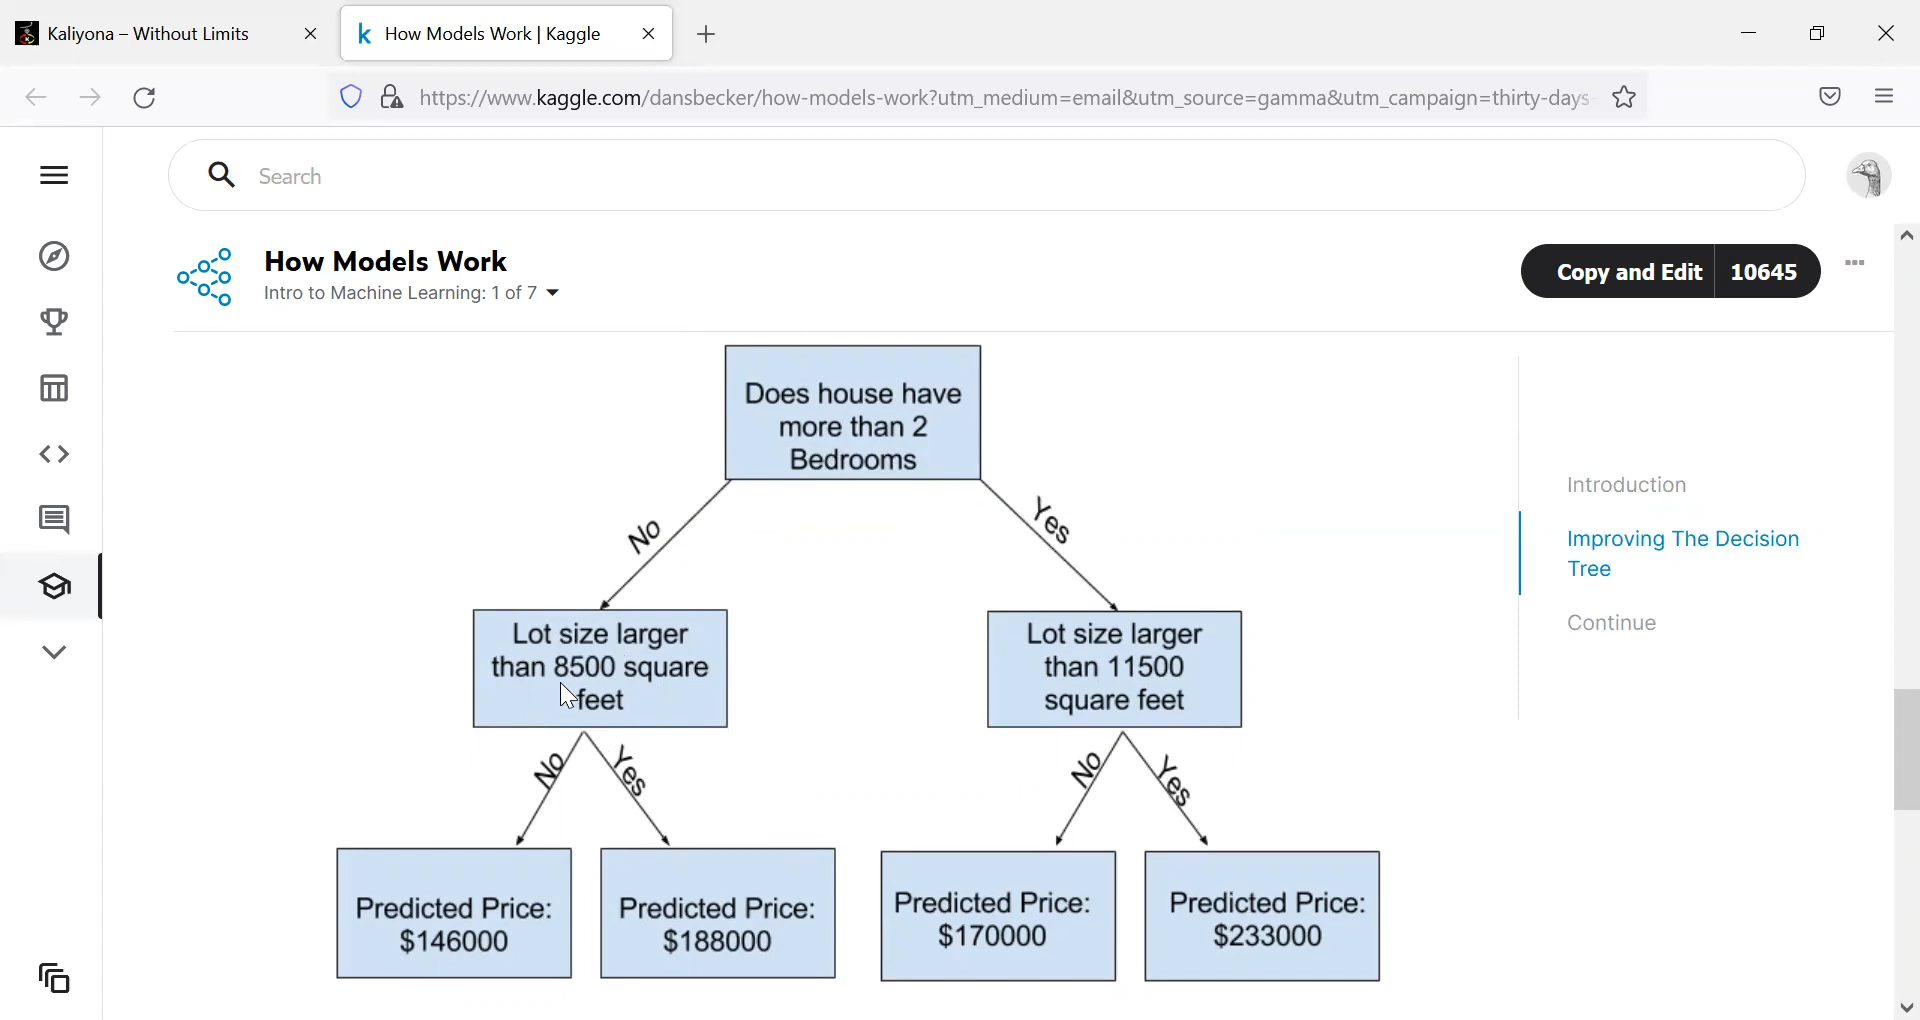 Kaliyona – Without Limits
How Models Work | Kaggle
https://www.kaggle.com/dansbecker/how-models-work?utm_medium=email&utm_source=gamma&utm_campaign=thirty-days-
Search
How Models Work
Intro to Machine Learning: 1 of 7
Copy and Edit 10645
Does house have
more than 2
Bedrooms
No
Yes
Lot size larger
than 8500 square
feet
Lot size larger
than 11500
square feet
No
Yes
No
Yes
Predicted Price:
$146000
Predicted Price:
$188000
Predicted Price:
$170000
Predicted Price:
$233000
Introduction
Improving The Decision
Tree
Continue